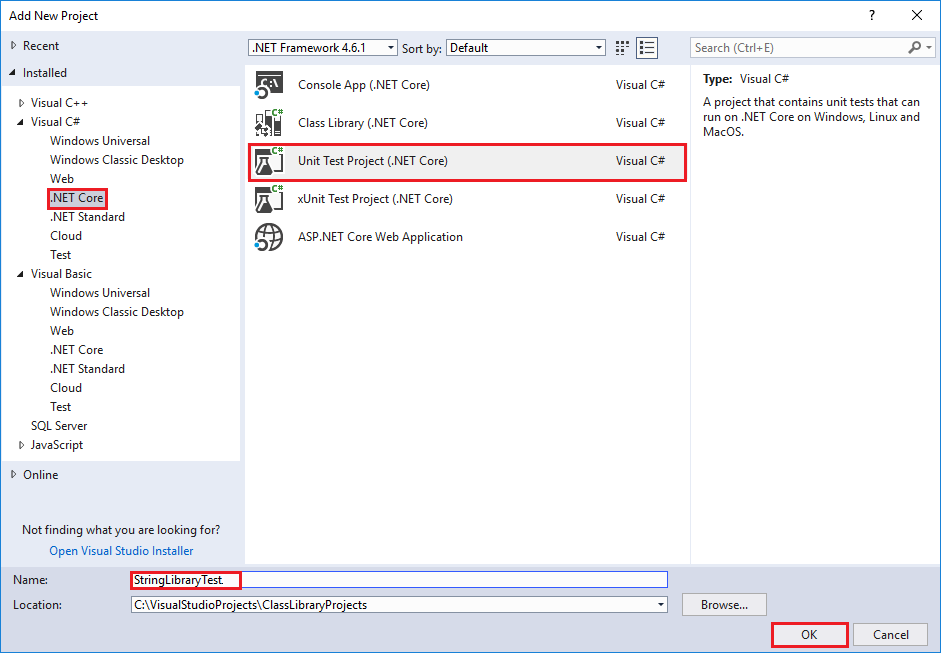 Add New Project
?
Recent
Installed
Visual C++
Visual C#
Windows Universal
Windows Classic Desktop
Web
.NET Core
.NET Standard
Cloud
Test
Visual Basic
Windows Universal
Windows Classic Desktop
Web
.NET Core
.NET Standard
Cloud
Test
SQL Server
JavaScript
Online
Not finding what you are looking for?
Open Visual Studio Installer
.NET Framework 4.6.1 Sort by: Default
Console App (.NET Core) Visual C#
Class Library (.NET Core) Visual C#
Unit Test Project (.NET Core) Visual C#
xUnit Test Project (.NET Core) Visual C#
ASP.NET Core Web Application Visual C#
Search (Ctrl+E)
Type: Visual C#
A project that contains unit tests that can
run on .NET Core on Windows, Linux and
MacOS.
Name: StringLibraryTest
Location: C:\VisualStudioProjects\ClassLibraryProjects Browse...
OK Cancel